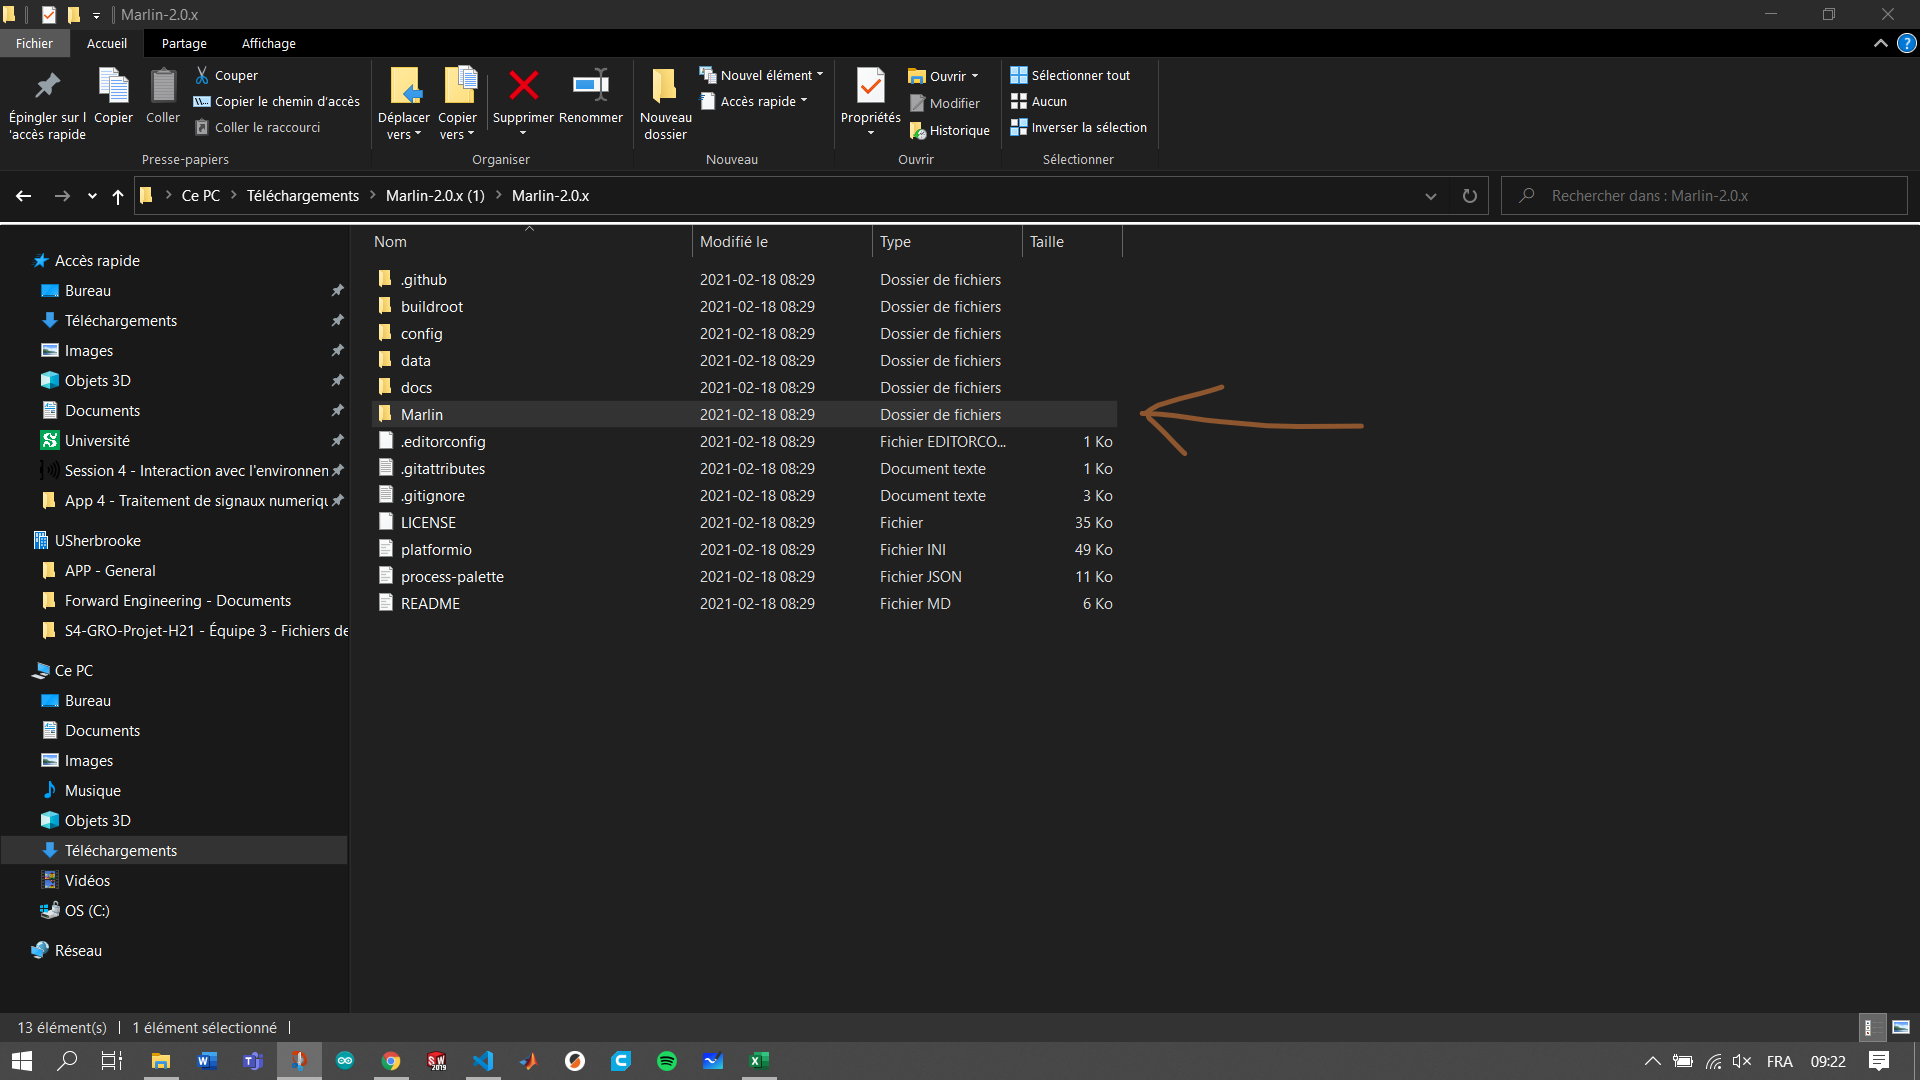 Marlin-2.0.x
Fichier Accueil Partage Affichage
Épingler sur l 'accès rapide
Copier
Coller
Couper
Copier le chemin d'accès
Coller le raccourci
Presse-papiers
Déplacer vers
Copier vers
Supprimer
Renommer
Organiser
Nouveau dossier
Nouvel élément
Accès rapide
Nouveau
Propriétés
Ouvrir
Modifier
Historique
Ouvrir
Sélectionner tout
Aucun
Inverser la sélection
Sélectionner
Ce PC Téléchargements Marlin-2.0.x (1) Marlin-2.0.x
Rechercher dans : Marlin-2.0.x
Accès rapide
Bureau
Téléchargements
Images
Objets 3D
Documents
Université
Session 4 - Interaction avec l'environnen
App 4 - Traitement de signaux numeriqu
USherbrooke
APP - General
Forward Engineering - Documents
S4-GRO-Projet-H21 - Équipe 3 - Fichiers de
Ce PC
Bureau
Documents
Images
Musique
Objets 3D
Téléchargements
Vidéos
OS (C:)
Réseau
Nom Modifié le Type Taille
.github 2021-02-18 08:29 Dossier de fichiers
buildroot 2021-02-18 08:29 Dossier de fichiers
config 2021-02-18 08:29 Dossier de fichiers
data 2021-02-18 08:29 Dossier de fichiers
docs 2021-02-18 08:29 Dossier de fichiers
Marlin 2021-02-18 08:29 Dossier de fichiers
.editorconfig 2021-02-18 08:29 Fichier EDITORCO... 1 Ko
.gitattributes 2021-02-18 08:29 Document texte 1 Ko
.gitignore 2021-02-18 08:29 Document texte 3 Ko
LICENSE 2021-02-18 08:29 Fichier 35 Ko
platformio 2021-02-18 08:29 Fichier INI 49 Ko
process-palette 2021-02-18 08:29 Fichier JSON 11 Ko
README 2021-02-18 08:29 Fichier MD 6 Ko
13 élément(s) 1 élément sélectionné
SW 2019
FRA 09:22